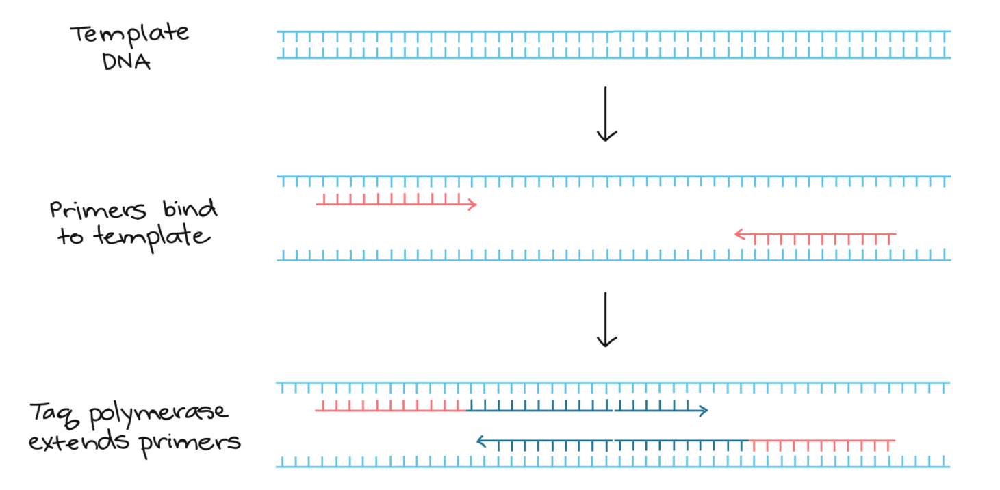 Template
DNA
Primers bind
to template
Taq polymerase
extends primers